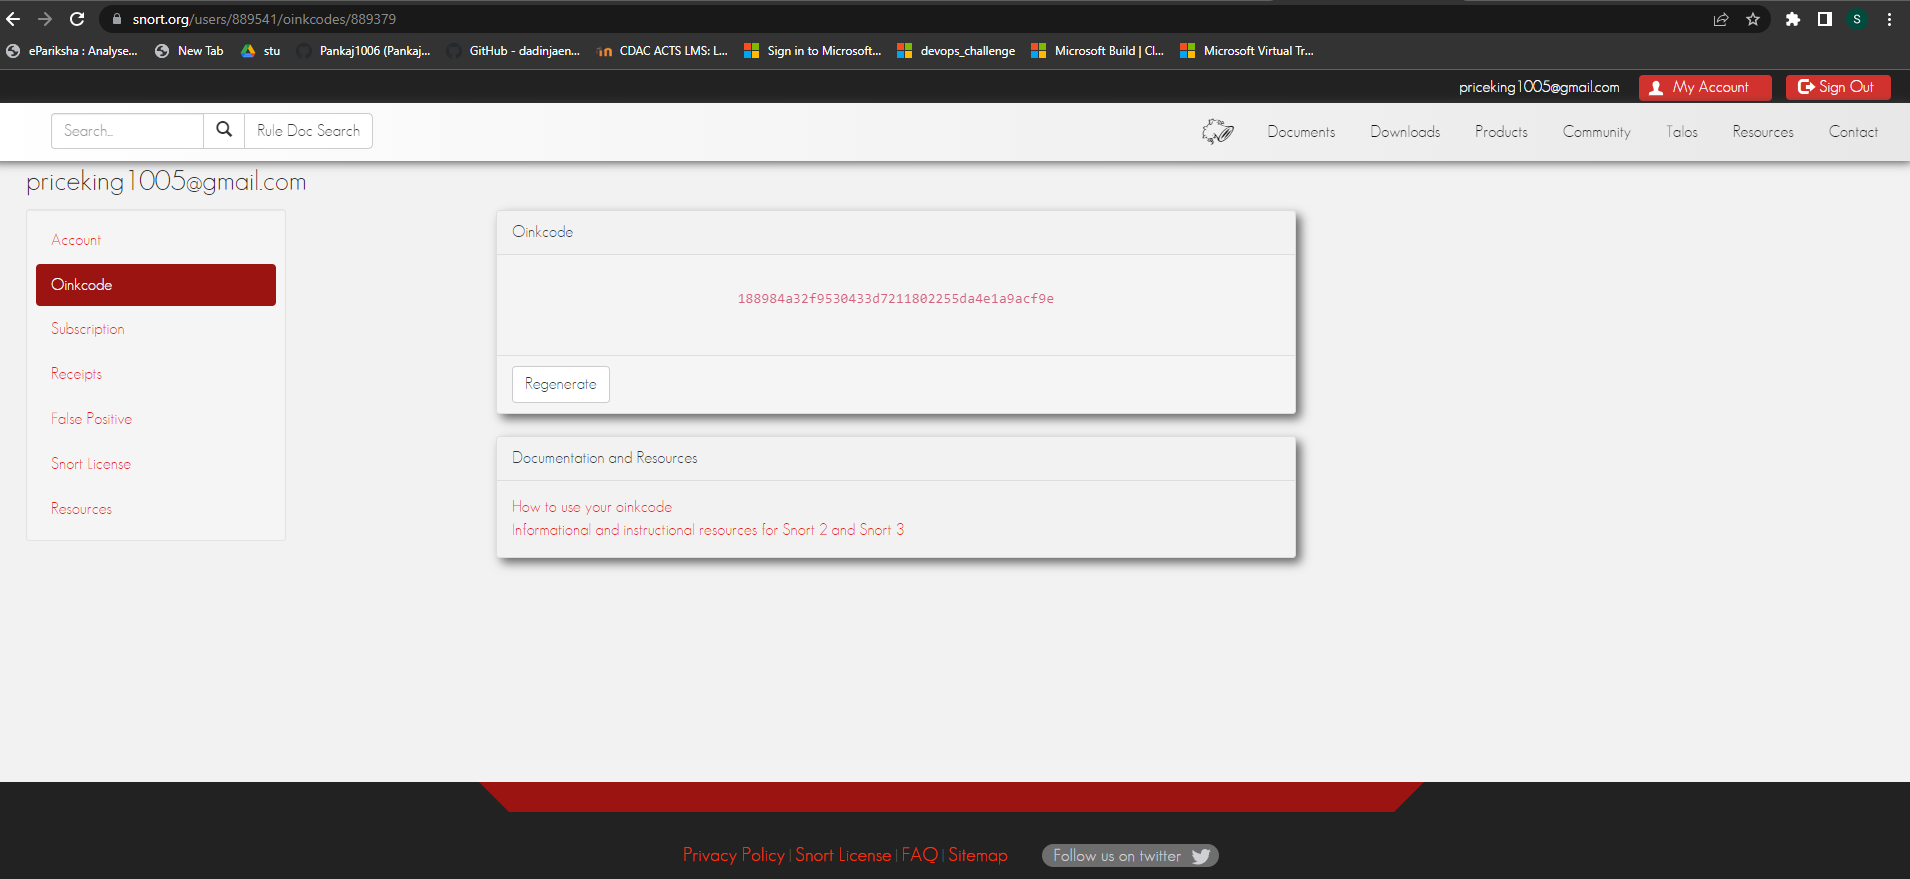 snort.org/users/889541/oinkcodes/889379
S
ePariksha : Analyse... New Tab stu Pankaj1006 (Pankaj... GitHub - dadinjaen... CDAC ACTS LMS: L... Sign in to Microsoft... devops_challenge Microsoft Build | Cl... Microsoft Virtual Tr...
priceking1005@gmail.com My Account Sign Out
Search... Rule Doc Search Documents Downloads Products Community Talos Resources Contact
priceking1005@gmail.com
Account
Oinkcode
Subscription
Receipts
False Positive
Snort License
Resources
Oinkcode
188984a32f9530433d7211802255da4e1a9acf9e
Regenerate
Documentation and Resources
How to use your oinkcode
Informational and instructional resources for Snort 2 and Snort 3
Privacy Policy | Snort License | FAQ | Sitemap Follow us on twitter